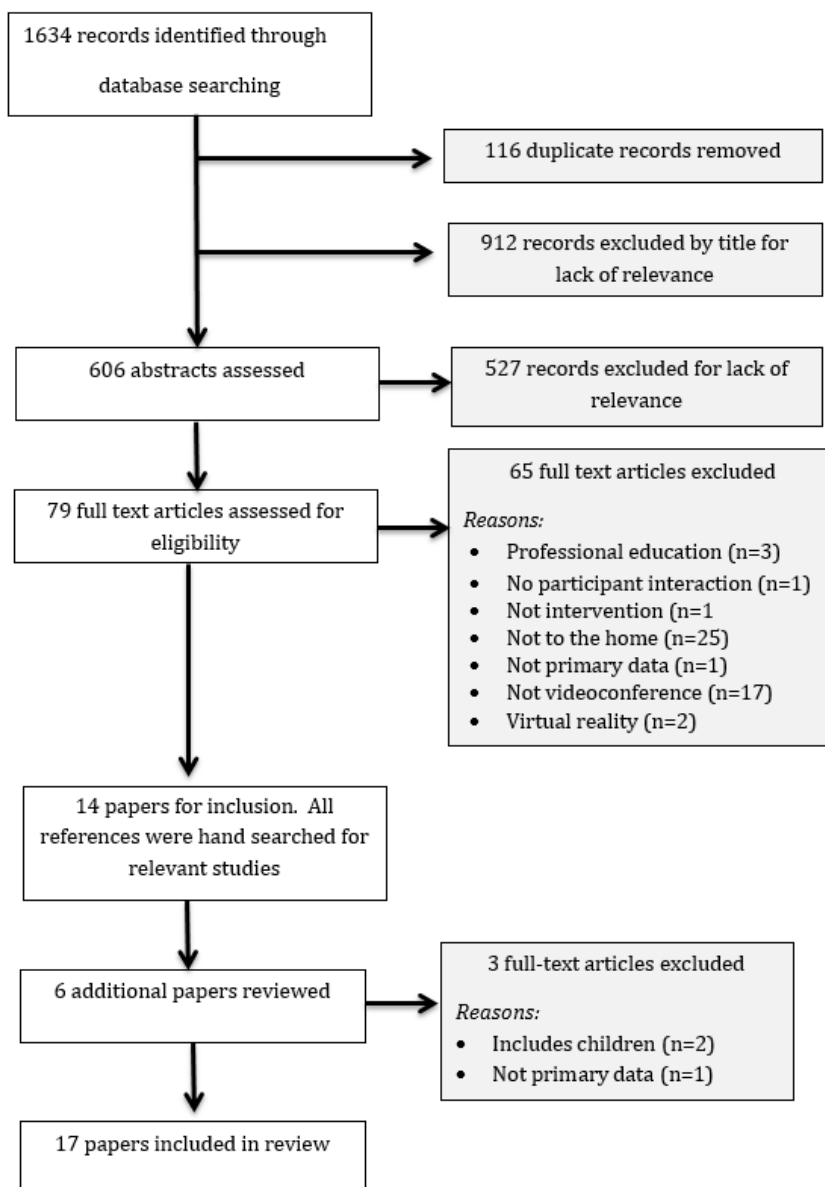 1634 records identified through
database searching
116 duplicate records removed
912 records excluded by title for
lack of relevance
606 abstracts assessed
527 records excluded for lack of
relevance
79 full text articles assessed for
eligibility
65 full text articles excluded
Reasons:
• Professional education (n=3)
• No participant interaction (n=1)
• Not intervention (n=1
• Not to the home (n=25)
• Not primary data (n=1)
• Not videoconference (n=17)
• Virtual reality (n=2)
14 papers for inclusion. All
references were hand searched for
relevant studies
6 additional papers reviewed
3 full-text articles excluded
Reasons:
• Includes children (n=2)
• Not primary data (n=1)
17 papers included in review